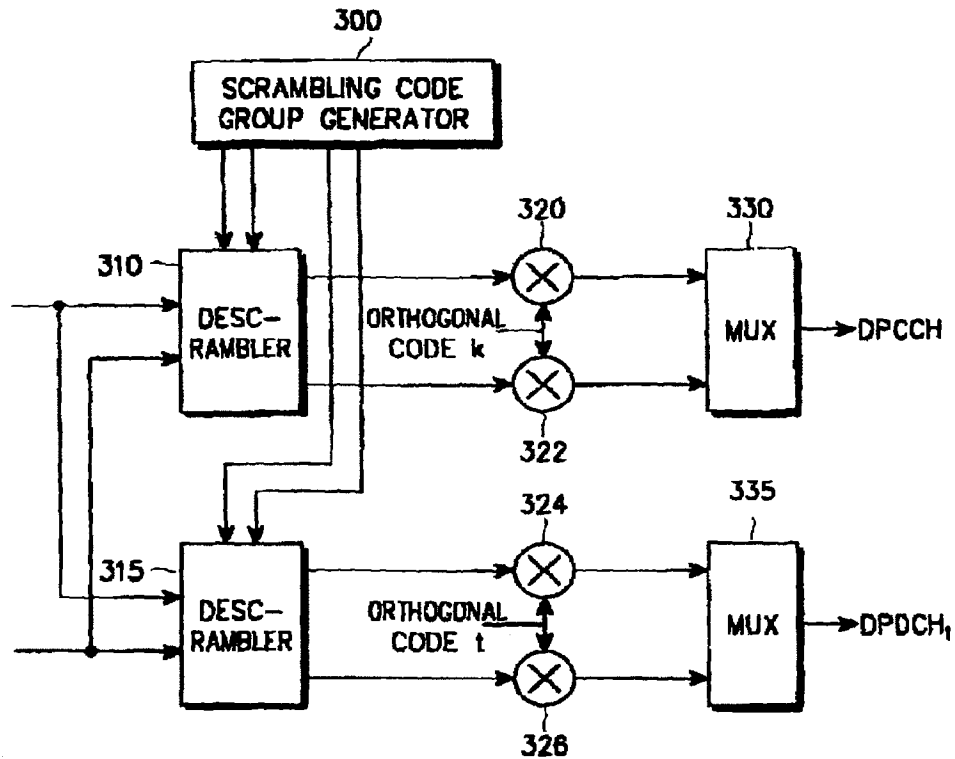 300
SCRAMBLING CODE
GROUP GENERATOR
310
DESC-
RAMBLER
320
ORTHOGONAL
CODE k
322
330
MUX
DPCCH
315
DESC-
RAMBLER
324
ORTHOGONAL
CODE t
326
335
MUX
DPDCH₁